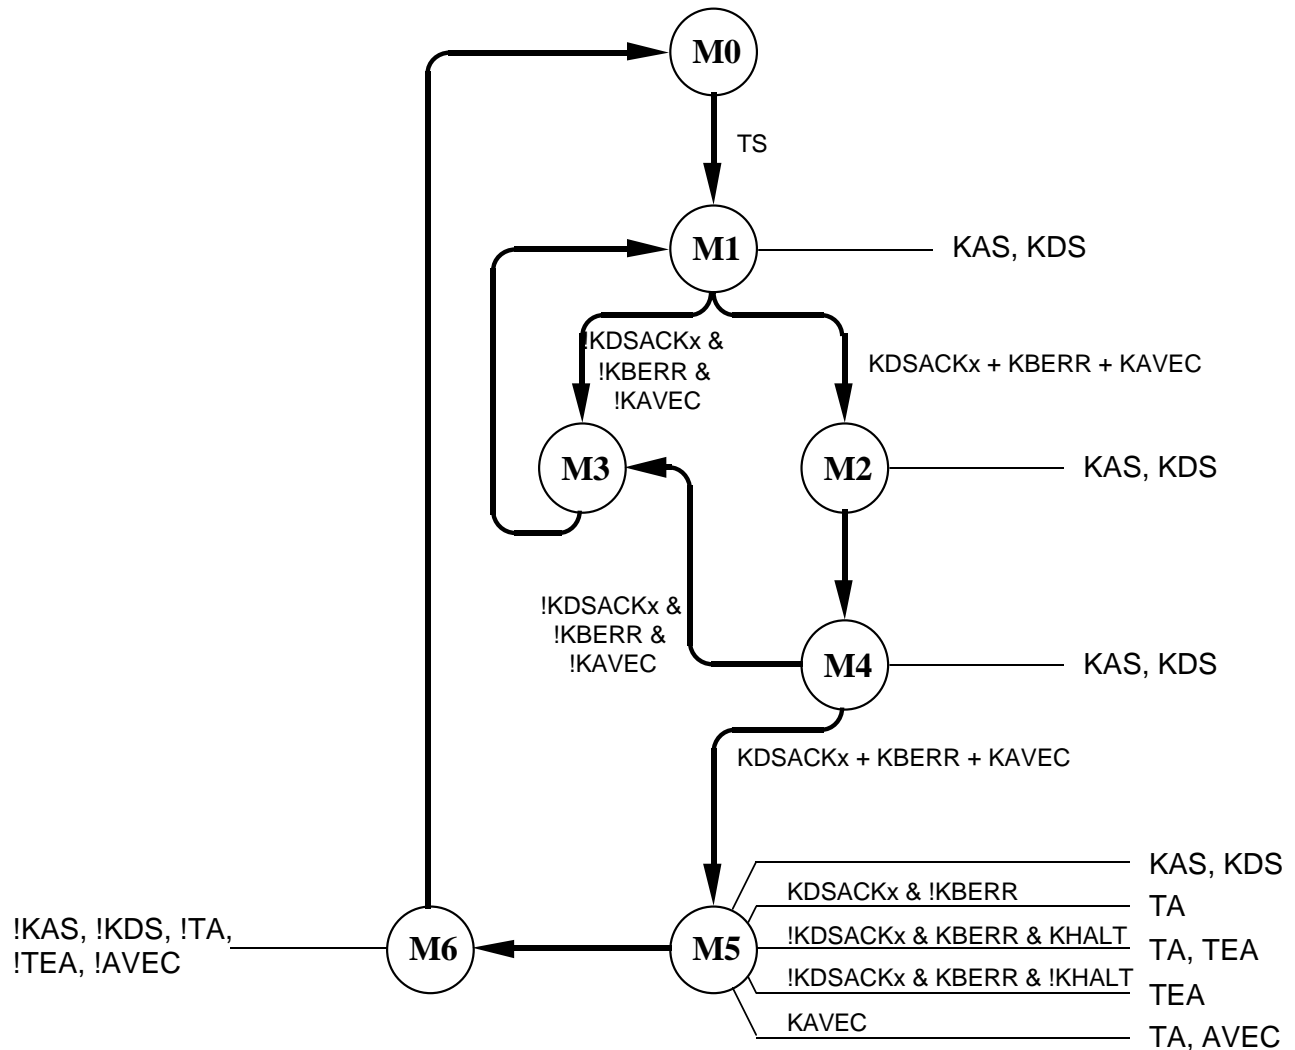 M0
TS
M1
KAS, KDS
!KDSACKx &
!KBERR &
!KAVEC
KDSACKx + KBERR + KAVEC
M3
M2
KAS, KDS
!KDSACKx &
!KBERR &
!KAVEC
M4
KAS, KDS
KDSACKx + KBERR + KAVEC
KAS, KDS
KDSACKx & !KBERR
TA
!KAS, !KDS, !TA,
!TEA, !AVEC
M6
M5
!KDSACKx & KBERR & KHALT
TA, TEA
!KDSACKx & KBERR & !KHALT
TEA
KAVEC
TA, AVEC